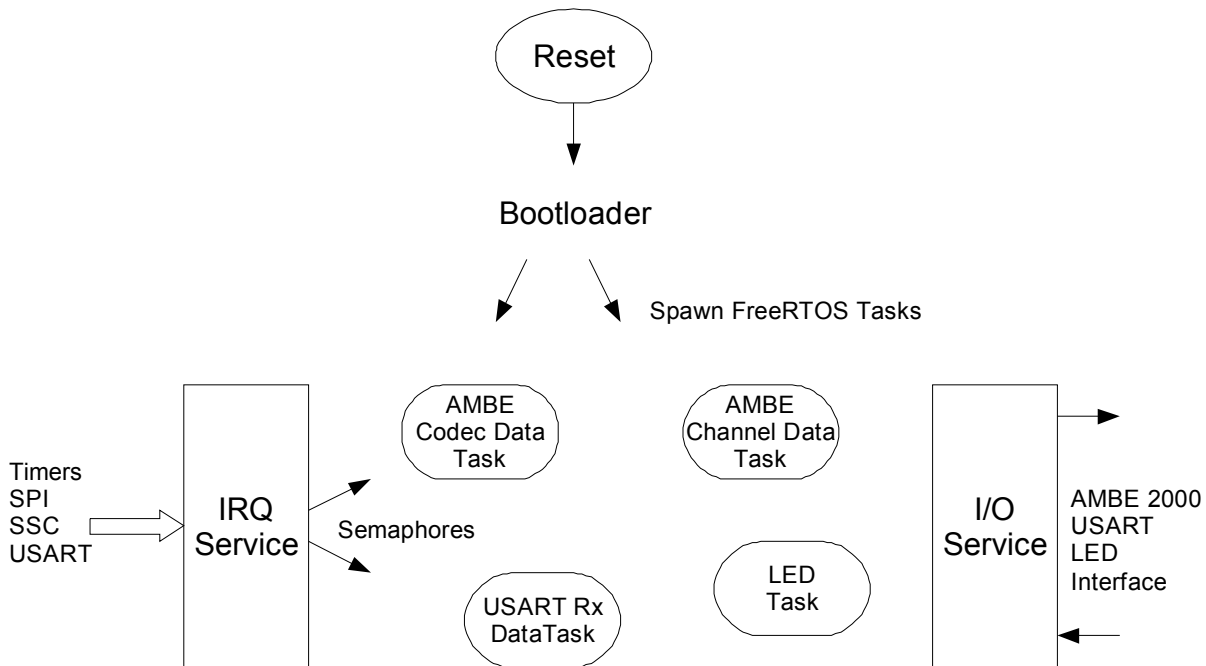 Reset
Bootloader
Spawn FreeRTOS Tasks
AMBE
Codec Data
Task
AMBE
Channel Data
Task
Timers
SPI
SSC
USART
IRQ
Service
Semaphores
I/O
Service
AMBE 2000
USART
LED
Interface
USART Rx
DataTask
LED
Task